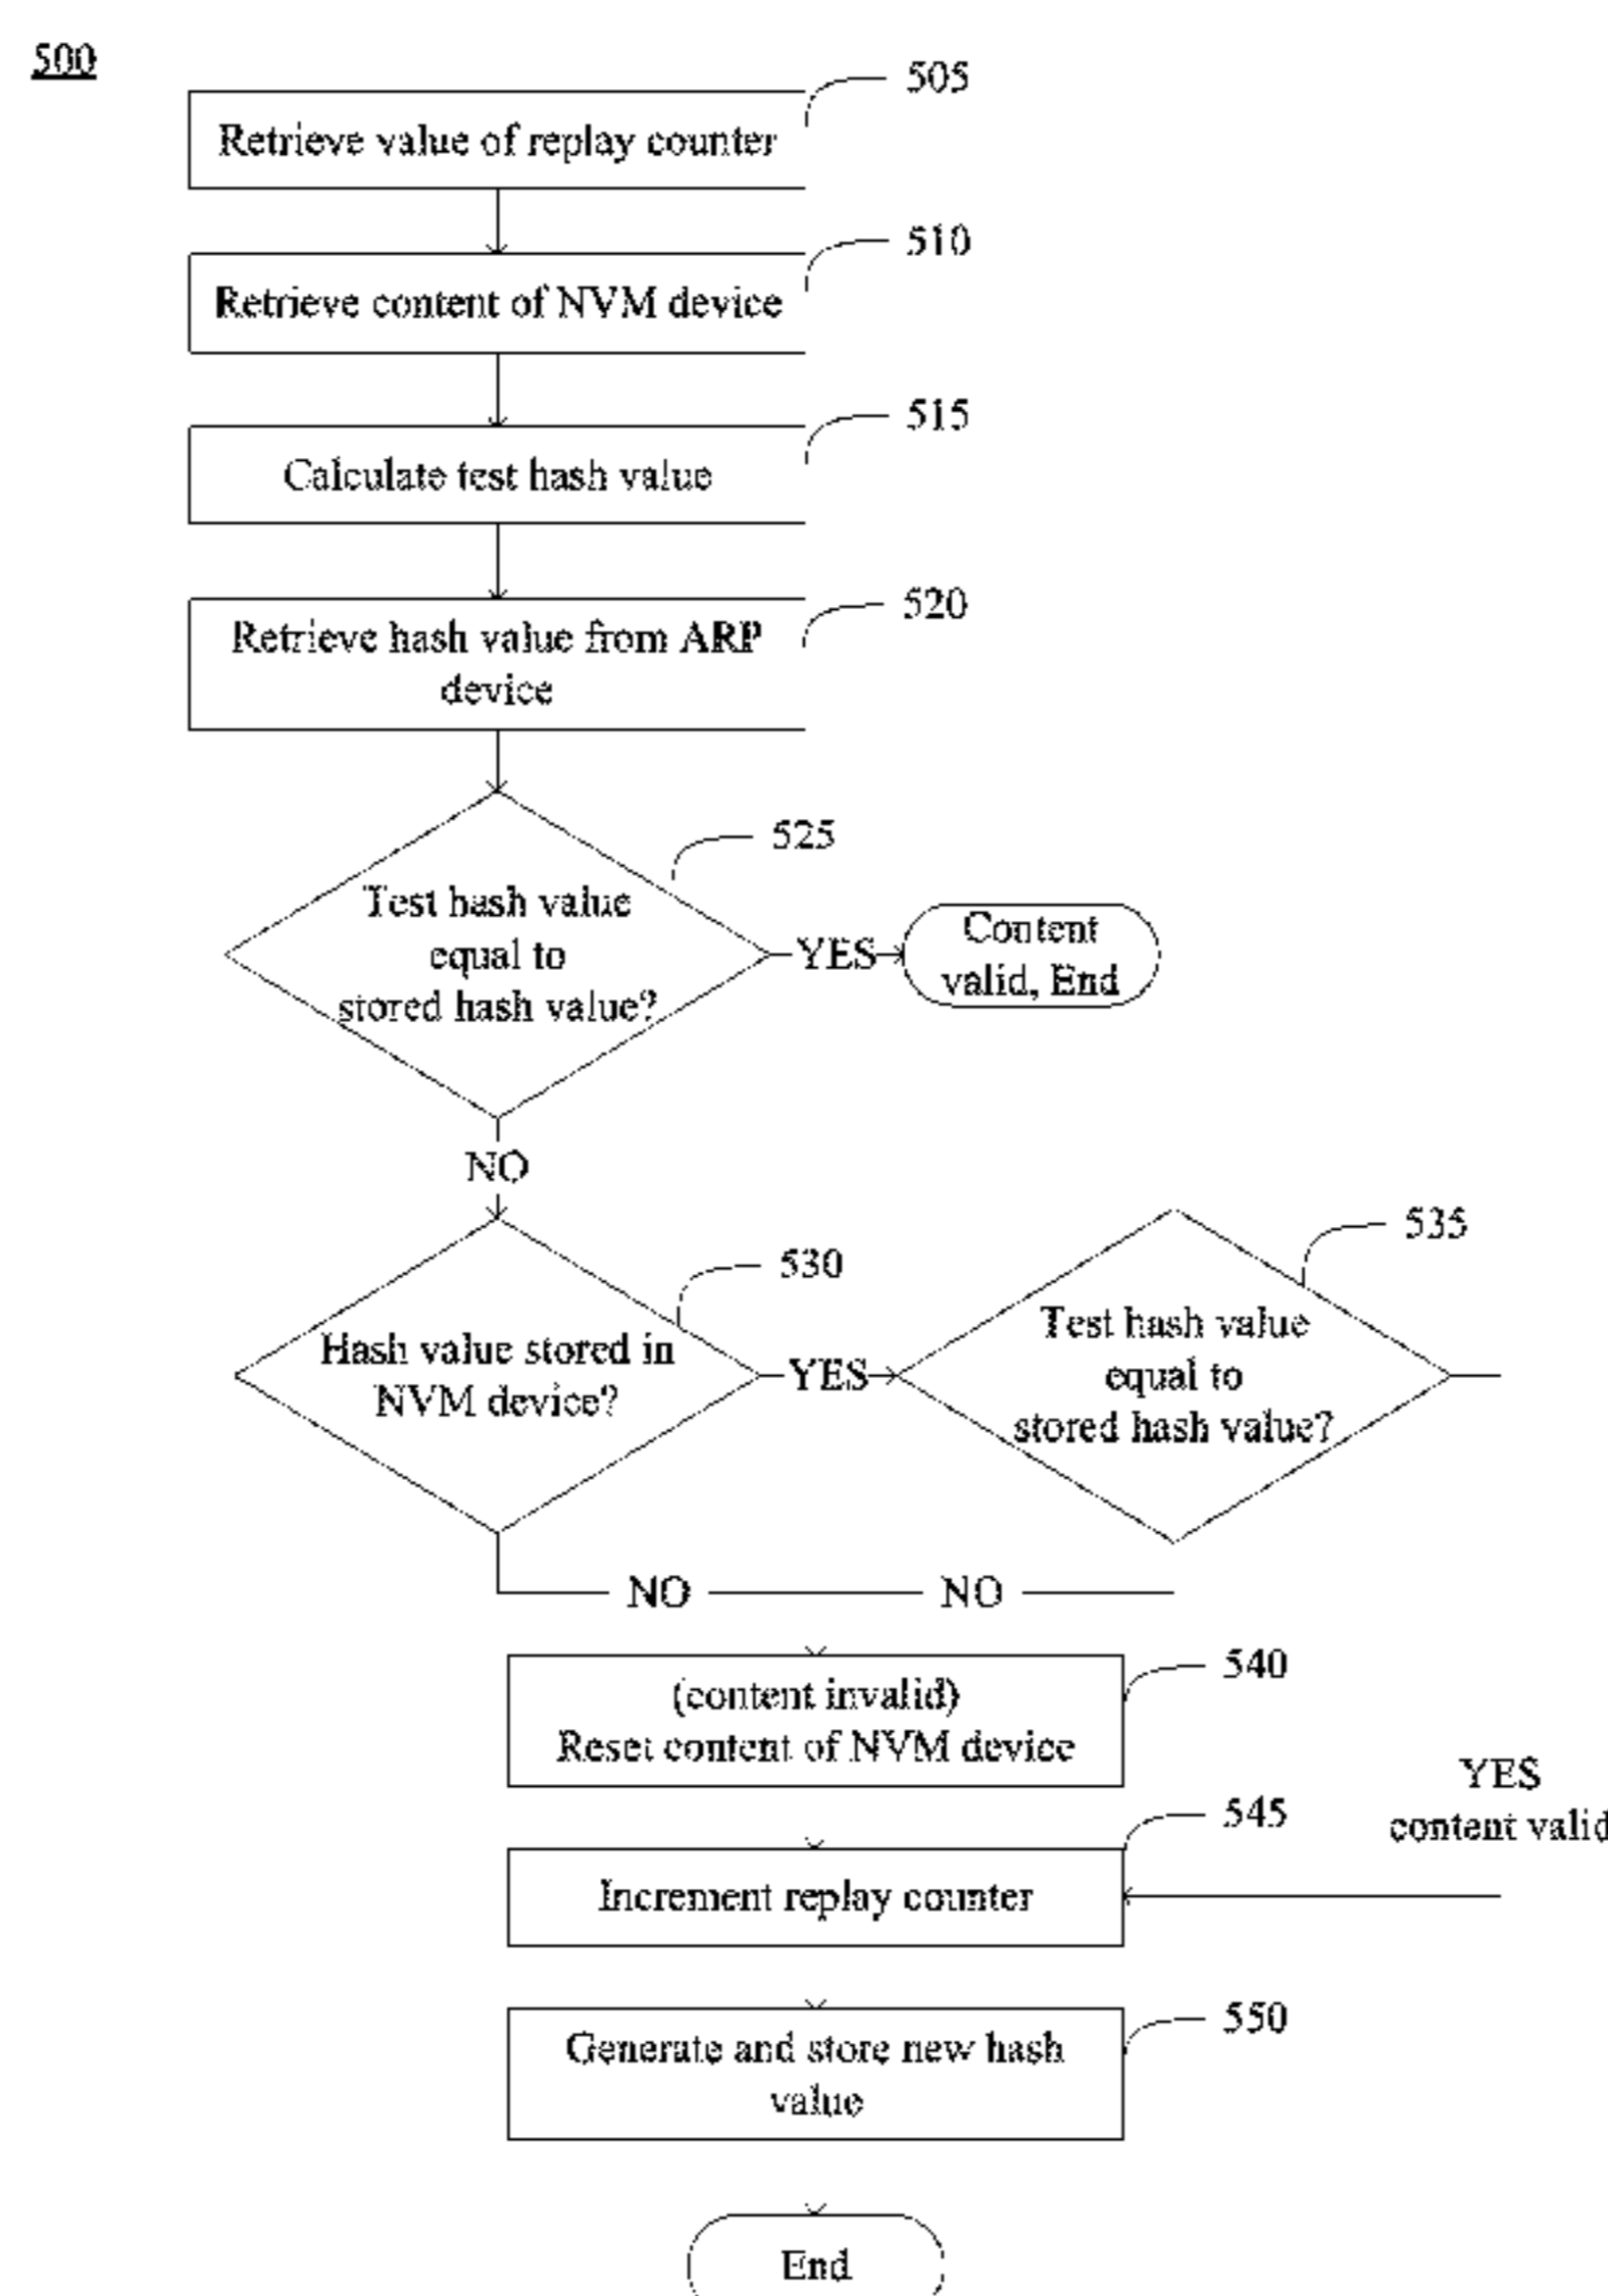 500
505
Retrieve value of replay counter
510
Retrieve content of NVM device
515
Calculate test hash value
520
Retrieve hash value from ARP
device
525
Test hash value
equal to
stored hash value?
YES
Content
valid, End
NO
530
Hash value stored in
NVM device?
YES
535
Test hash value
equal to
stored hash value?
NO
NO
540
(content invalid)
Reset content of NVM device
YES
content valid
545
Increment replay counter
550
Generate and store new hash
value
End